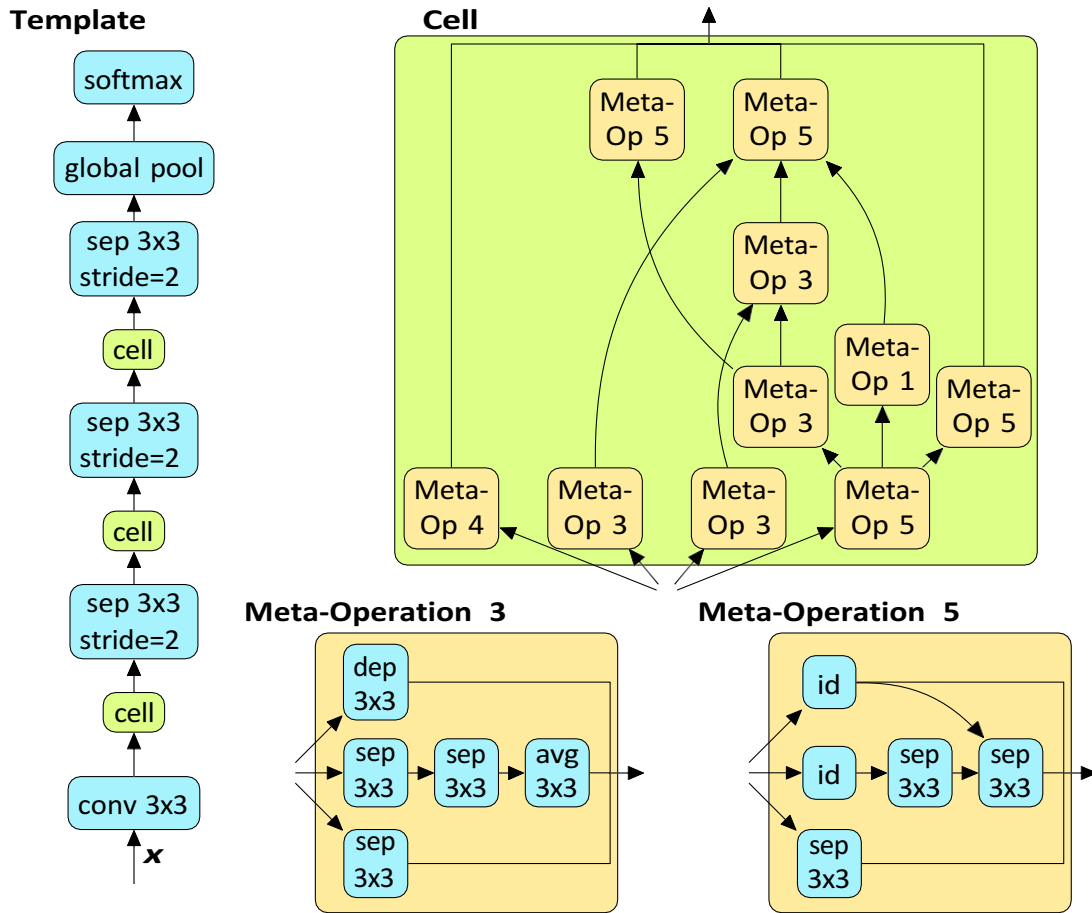 Template
softmax
global pool
sep 3x3
stride=2
cell
sep 3x3
stride=2
cell
sep 3x3
stride=2
cell
conv 3x3
x
Cell
Meta-
Op 5
Meta-
Op 5
Meta-
Op 3
Meta-
Op 3
Meta-
Op 1
Meta-
Op 5
Meta-
Op 4
Meta-
Op 3
Meta-
Op 3
Meta-
Op 5
Meta-Operation 3
dep
3x3
sep
3x3
sep
3x3
avg
3x3
sep
3x3
Meta-Operation 5
id
id
sep
3x3
sep
3x3
sep
3x3